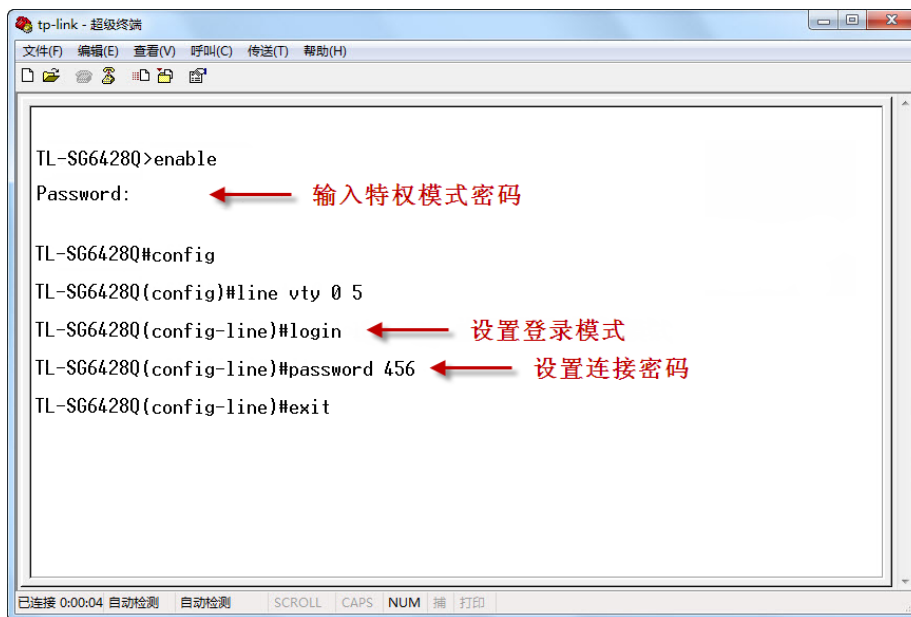 tp-link - 超级终端
文件(F) 编辑(E) 查看(V) 呼叫(C) 传送(T) 帮助(H)
TL-SG6428Q>enable
Password: 输入特权模式密码
TL-SG6428Q#config
TL-SG6428Q(config)#line vty 0 5
TL-SG6428Q(config-line)#login 设置登录模式
TL-SG6428Q(config-line)#password 456 设置连接密码
TL-SG6428Q(config-line)#exit
已连接 0:00:04 自动检测 自动检测 SCROLL CAPS NUM 捕 打印